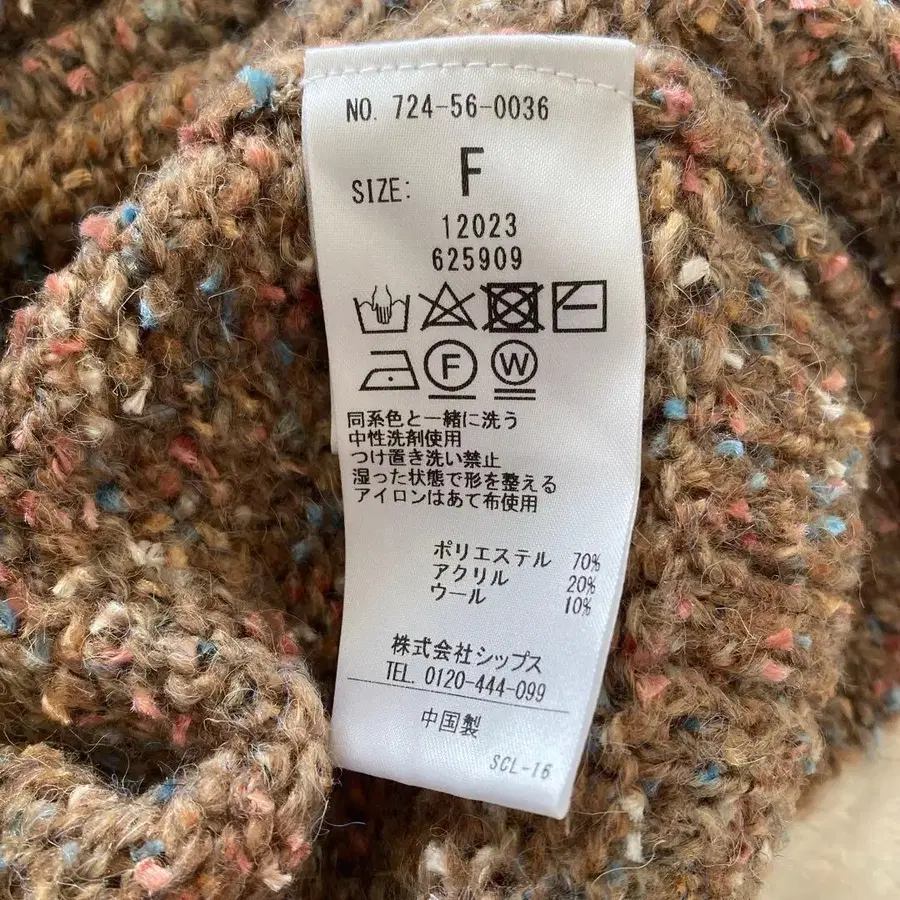 NO. 724-56-0036
SIZE: F
12023
625909
F W
同系色と一緒に洗う
中性洗剤使用
つけ置き洗い禁止
湿った状態で形を整える
アイロンはあて布使用
ポリエステル 70%
アクリル 20%
ウール 10%
株式会社シップス
TEL. 0120-444-099
中国製
SCL-16